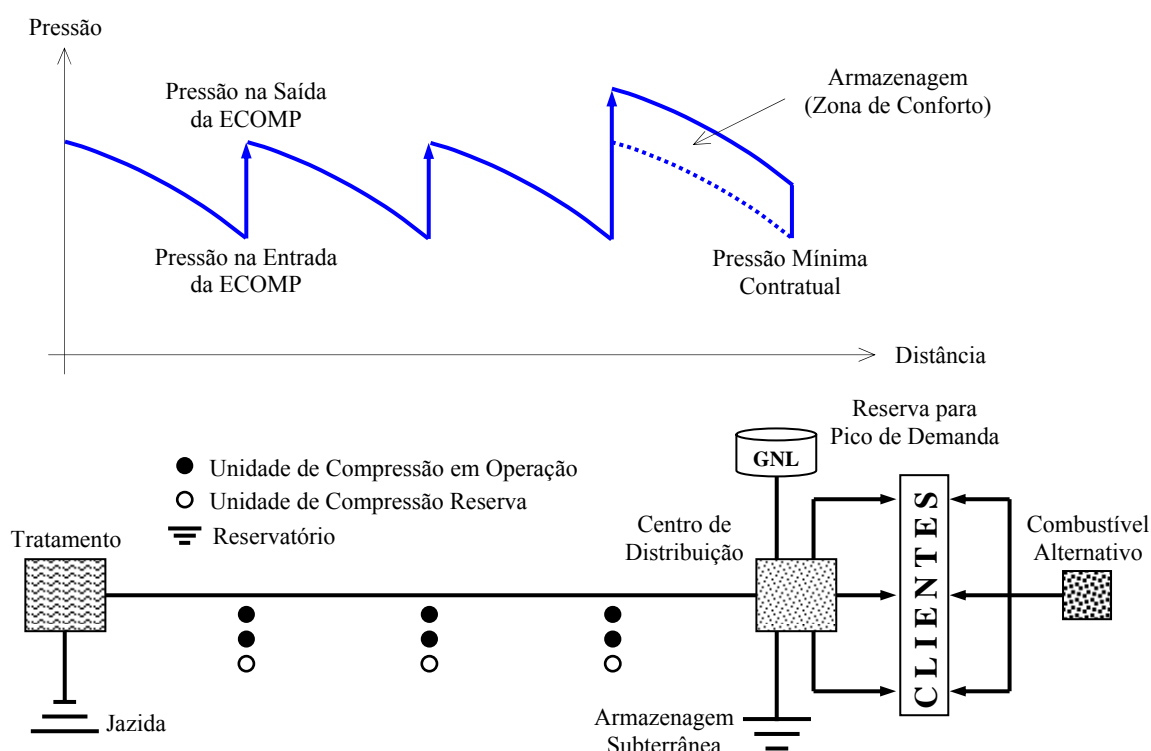 Pressão
Pressão na Saída
da ECOMP
Armazenagem
(Zona de Conforto)
Pressão na Entrada
da ECOMP
Pressão Mínima
Contratual
Distância
Reserva para
Pico de Demanda
GNL
Unidade de Compressão em Operação
Unidade de Compressão Reserva
Reservatório
Tratamento
Centro de
Distribuição
CLIENTES
Combustível
Alternativo
Jazida
Armazenagem
Subterrânea